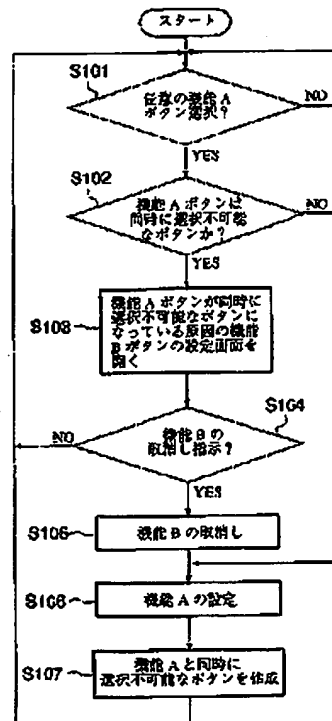 スタート
S101
任意の機能A
ボタン選択?
NO
YES
S102
機能Aボタンは
同時に選択不可能
なボタンか?
NO
YES
S103
機能Aボタンが同時に
選択不可能なボタンに
なっている原因の機能
Bボタンの設定画面を
開く
S104
機能Bの
取消し指示?
NO
YES
S105
機能Bの取消し
S106
機能Aの設定
S107
機能Aと同時に
選択不可能なボタンを作成